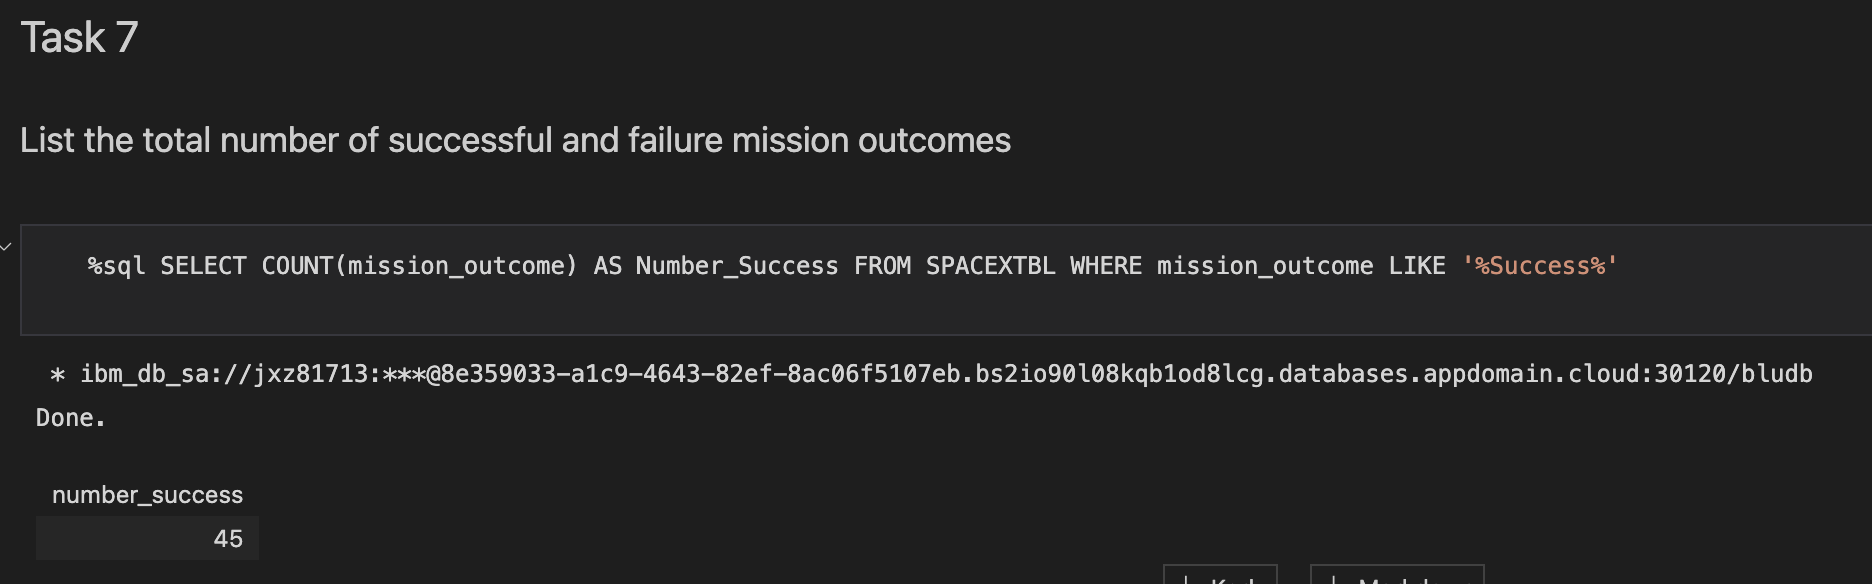 Task 7
List the total number of successful and failure mission outcomes
%sql SELECT COUNT(mission_outcome) AS Number_Success FROM SPACEXTBL WHERE mission_outcome LIKE '%Success%'
* ibm_db_sa://jxz81713:***@8e359033-a1c9-4643-82ef-8ac06f5107eb.bs2io90l08kqb1od8lcg.databases.appdomain.cloud:30120/bludb
Done.
number_success
45